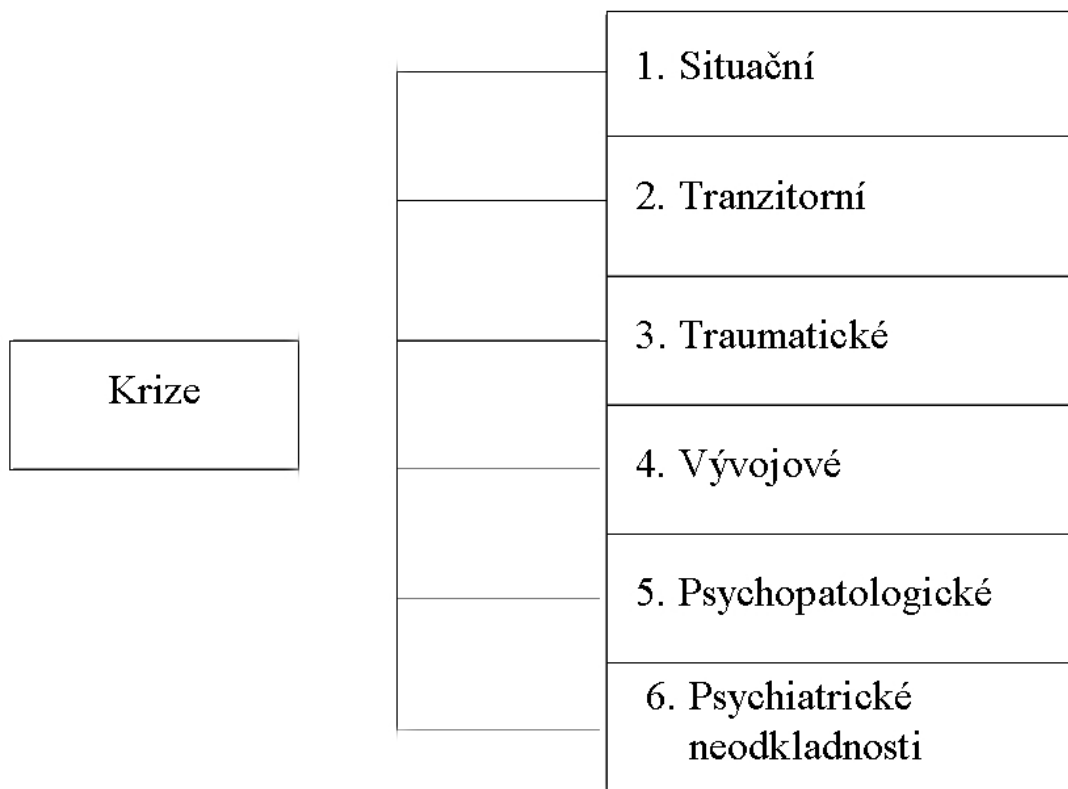 1. Situační
2. Tranzitorní
3. Traumatické
Krize
4. Vývojové
5. Psychopatologické
6. Psychiatrické
neodkladnosti